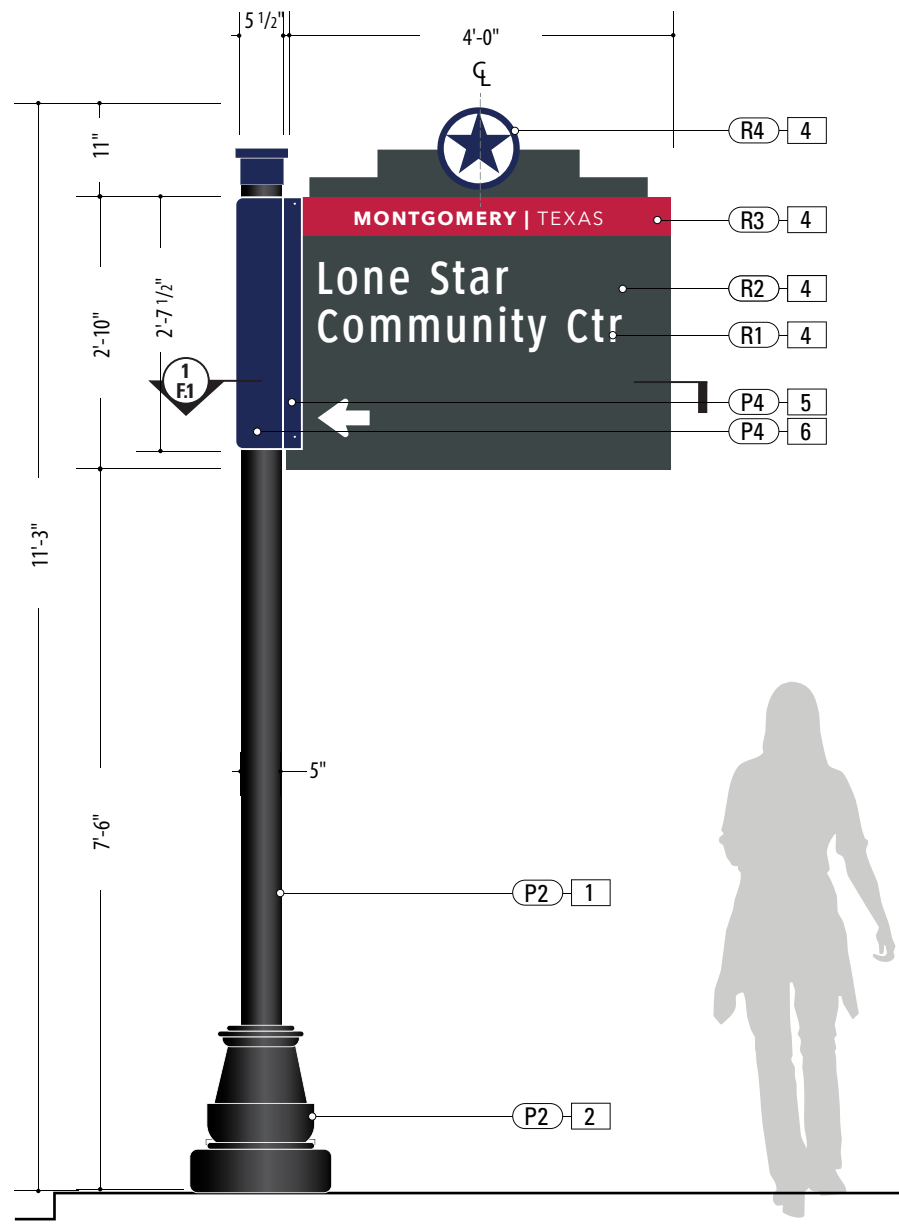 5 1/2"
4'-0"
℄
11"
R4 4
MONTGOMERY | TEXAS
R3 4
Lone Star
R2 4
Community Ctr
R1 4
2'-10"
2'-7 1/2"
1
F.1
P4 5
P4 6
11'-3"
5"
7'-6"
P2 1
P2 2